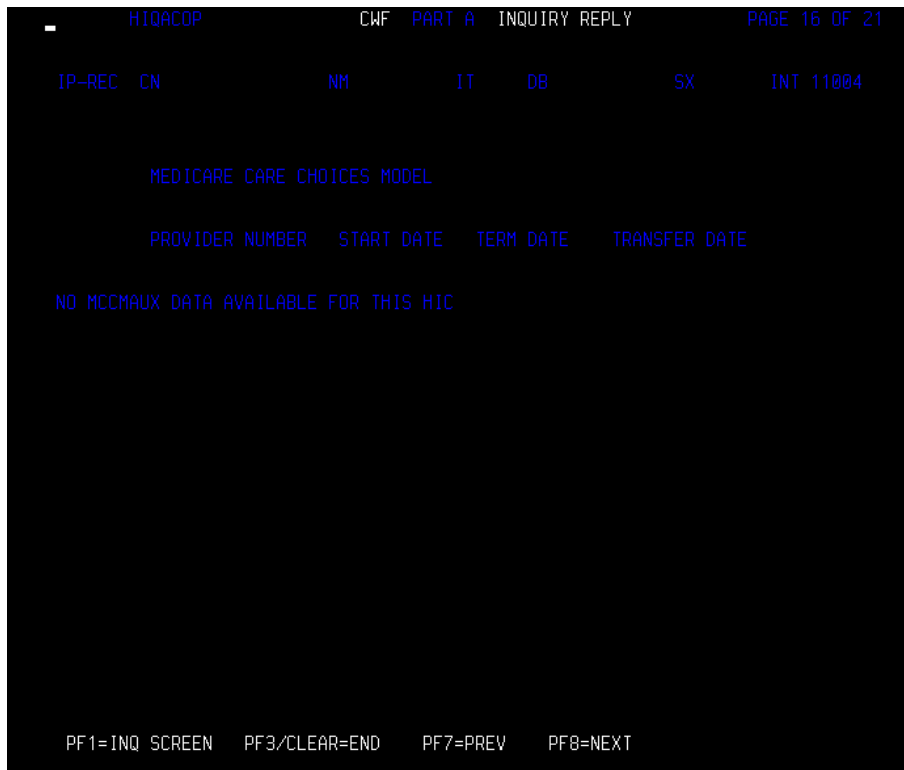 HIQACOP CWF PART A INQUIRY REPLY PAGE 16 OF 21
IP-REC CN NM IT DB SX INT 11004
MEDICARE CARE CHOICES MODEL
PROVIDER NUMBER START DATE TERM DATE TRANSFER DATE
NO MCCMAUX DATA AVAILABLE FOR THIS HIC
PF1=INQ SCREEN PF3/CLEAR=END PF7=PREV PF8=NEXT